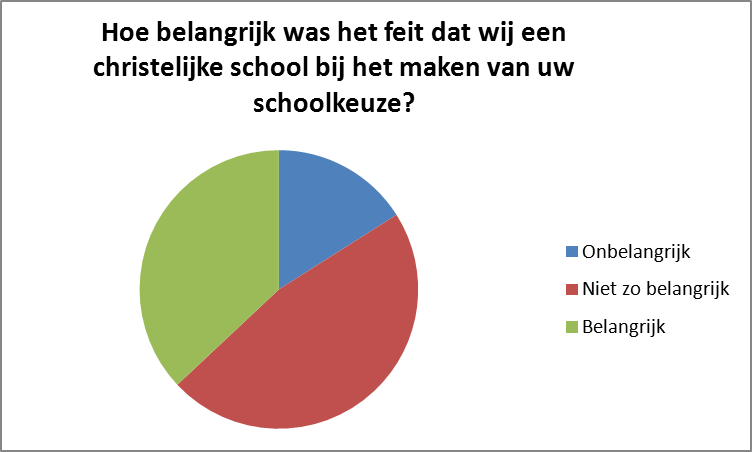 Hoe belangrijk was het feit dat wij een
christelijke school bij het maken van uw
schoolkeuze?
Onbelangrijk
Niet zo belangrijk
Belangrijk